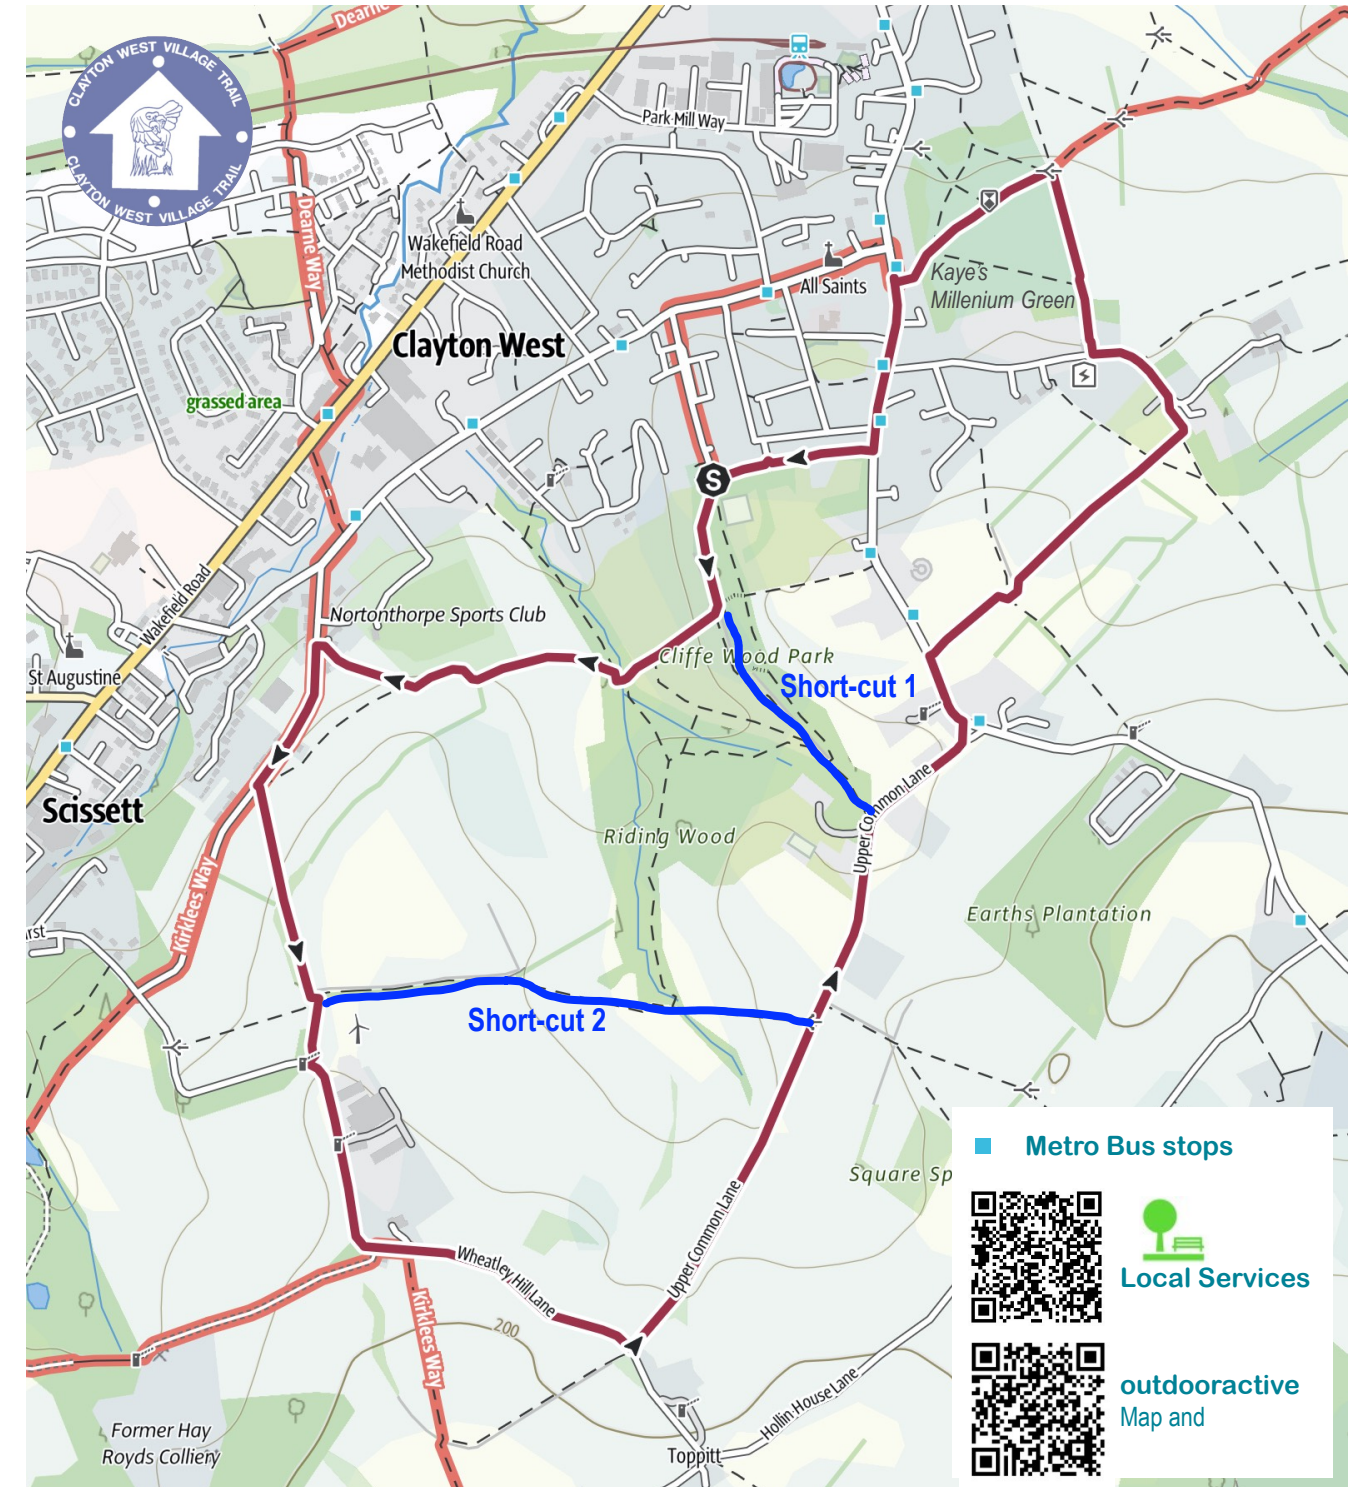 Dearne
CLAYTON WEST VILLAGE TRAIL
CLAYTON WEST VILLAGE TRAIL
Park Mill Way
Dearne Way
Wakefield Road
Methodist Church
All Saints
Kaye's
Millenium Green
Clayton West
grassed area
S
Wakefield Road
Nortonthorpe Sports Club
St Augustine
Cliffe Wood Park
Short-cut 1
Scissett
Upper Common Lane
Riding Wood
Kirklees Way
Earths Plantation
rst
Short-cut 2
Square Sp
Metro Bus stops
Upper Common Lane
Wheatley Hill Lane
Local Services
Kirklees Way
200
Hollin House Lane
outdooractive
Map and
Former Hay
Royds Colliery
Toppitt